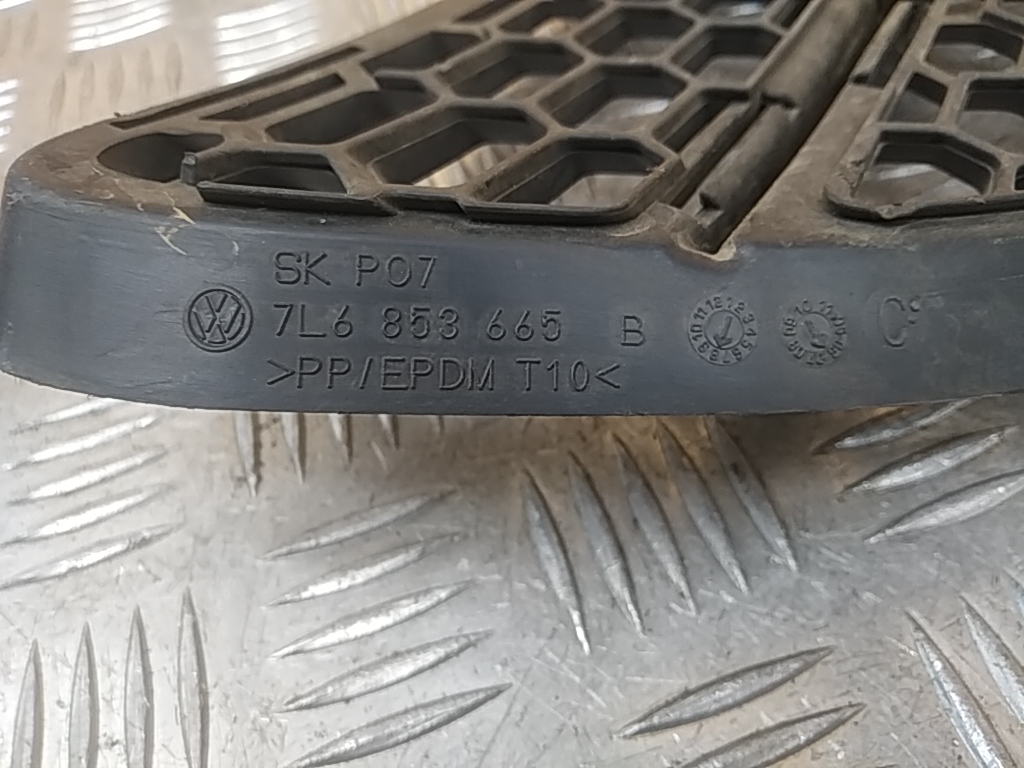 SK P07
7L6 853 665 B
>PP/EPDM T10<